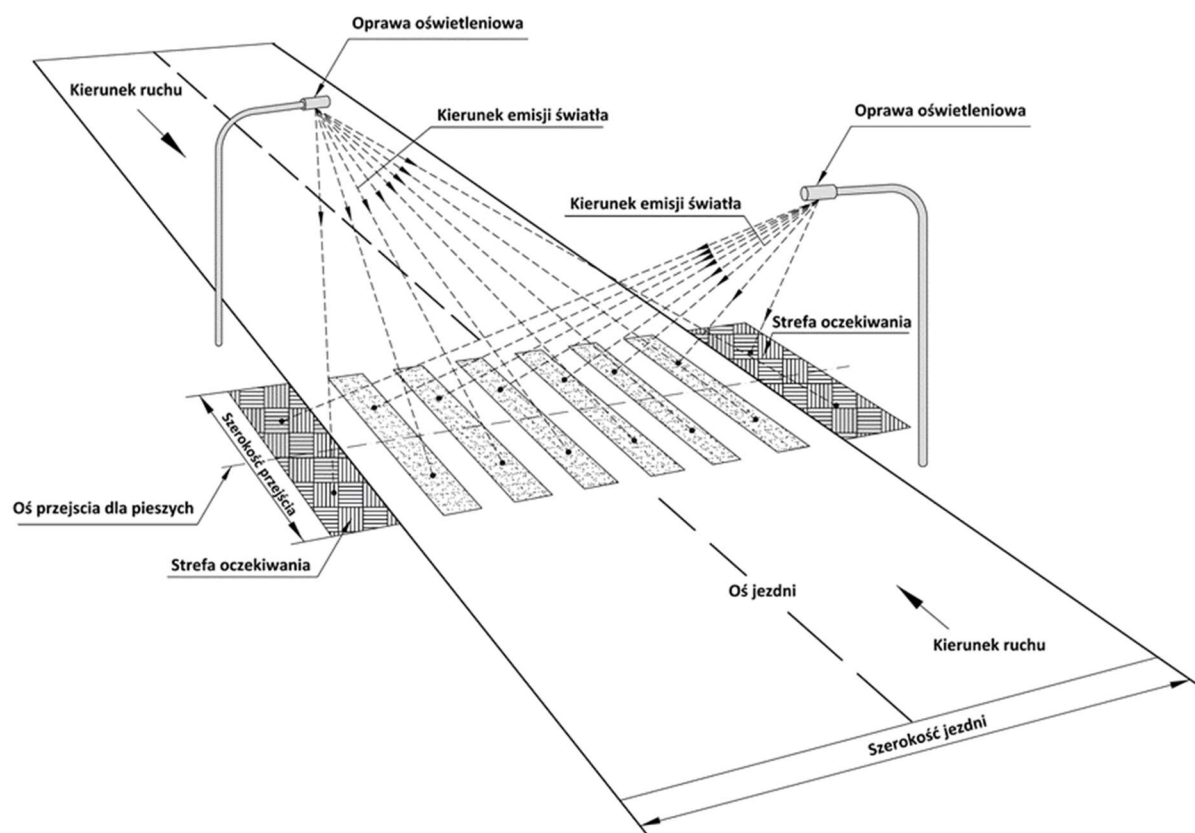 Oprawa oświetleniowa
Kierunek ruchu
Kierunek emisji światła
Oprawa oświetleniowa
Kierunek emisji światła
Strefa oczekiwania
Szerokość przejścia
Oś przejscia dla pieszych
Strefa oczekiwania
Oś jezdni
Kierunek ruchu
Szerokość jezdni